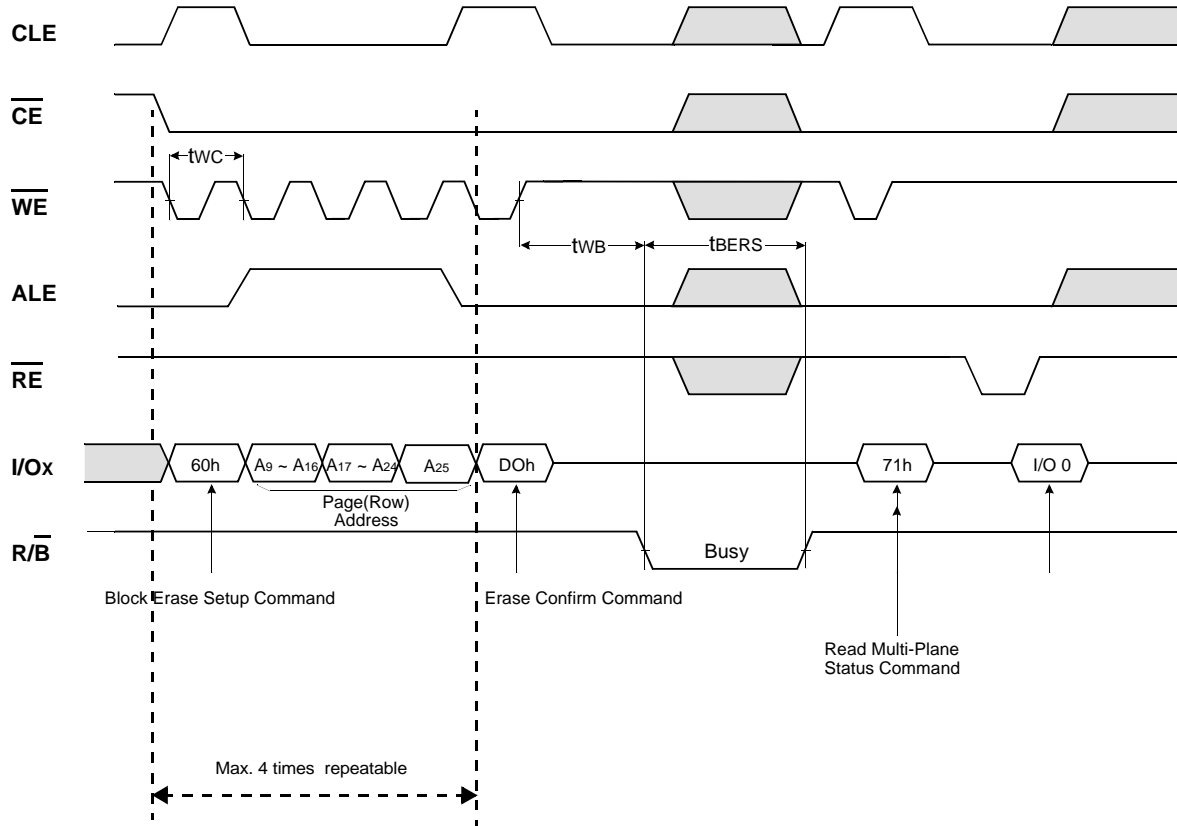 CLE
CE
tWC
WE
tWB
tBERS
ALE
RE
I/Ox
60h
A9 ~ A16
A17 ~ A24
A25
DOh
71h
I/O 0
Page(Row)
Address
R/B
Busy
Block Erase Setup Command
Erase Confirm Command
Read Multi-Plane
Status Command
Max. 4 times repeatable